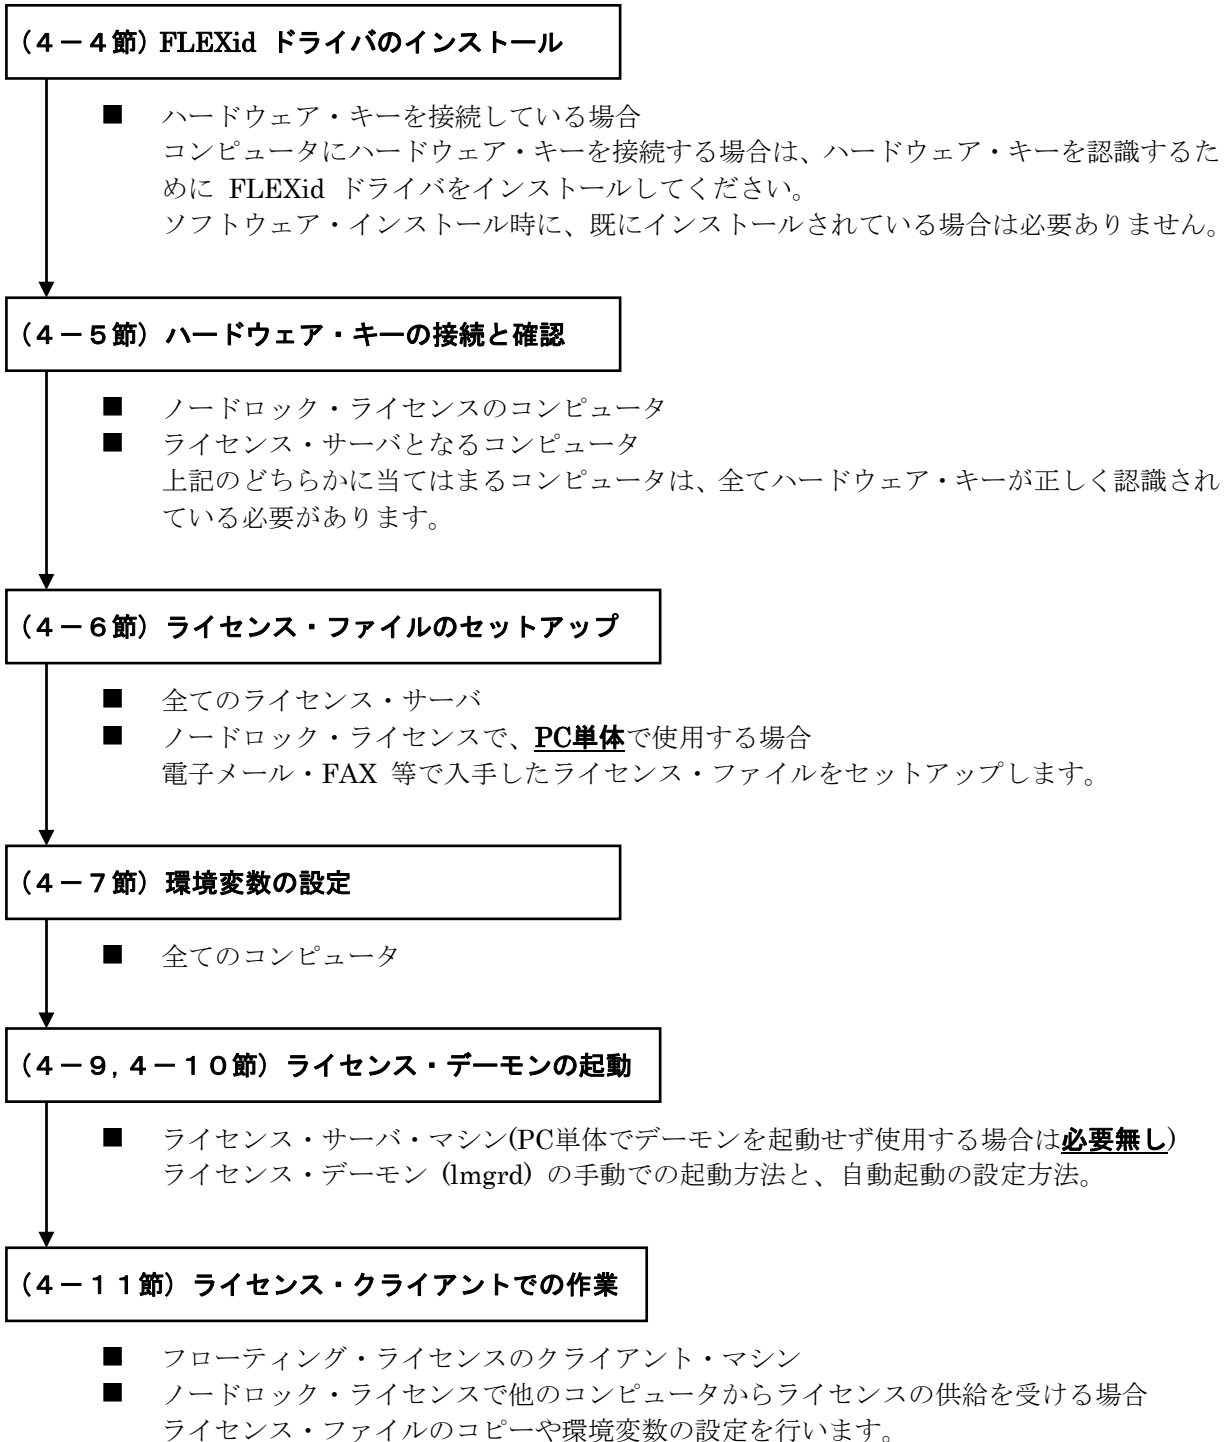 （４－４節）FLEXid ドライバのインストール
■ ハードウェア・キーを接続している場合
コンピュータにハードウェア・キーを接続する場合は、ハードウェア・キーを認識するた
めに FLEXid ドライバをインストールしてください。
ソフトウェア・インストール時に、既にインストールされている場合は必要ありません。
（４－５節）ハードウェア・キーの接続と確認
■ ノードロック・ライセンスのコンピュータ
■ ライセンス・サーバとなるコンピュータ
上記のどちらかに当てはまるコンピュータは、全てハードウェア・キーが正しく認識され
ている必要があります。
（４－６節）ライセンス・ファイルのセットアップ
■ 全てのライセンス・サーバ
■ ノードロック・ライセンスで、PC単体で使用する場合
電子メール・FAX 等で入手したライセンス・ファイルをセットアップします。
（４－７節）環境変数の設定
■ 全てのコンピュータ
（４－９，４－１０節）ライセンス・デーモンの起動
■ ライセンス・サーバ・マシン(PC単体でデーモンを起動せず使用する場合は必要無し)
ライセンス・デーモン (lmgrd) の手動での起動方法と、自動起動の設定方法。
（４－１１節）ライセンス・クライアントでの作業
■ フローティング・ライセンスのクライアント・マシン
■ ノードロック・ライセンスで他のコンピュータからライセンスの供給を受ける場合
ライセンス・ファイルのコピーや環境変数の設定を行います。